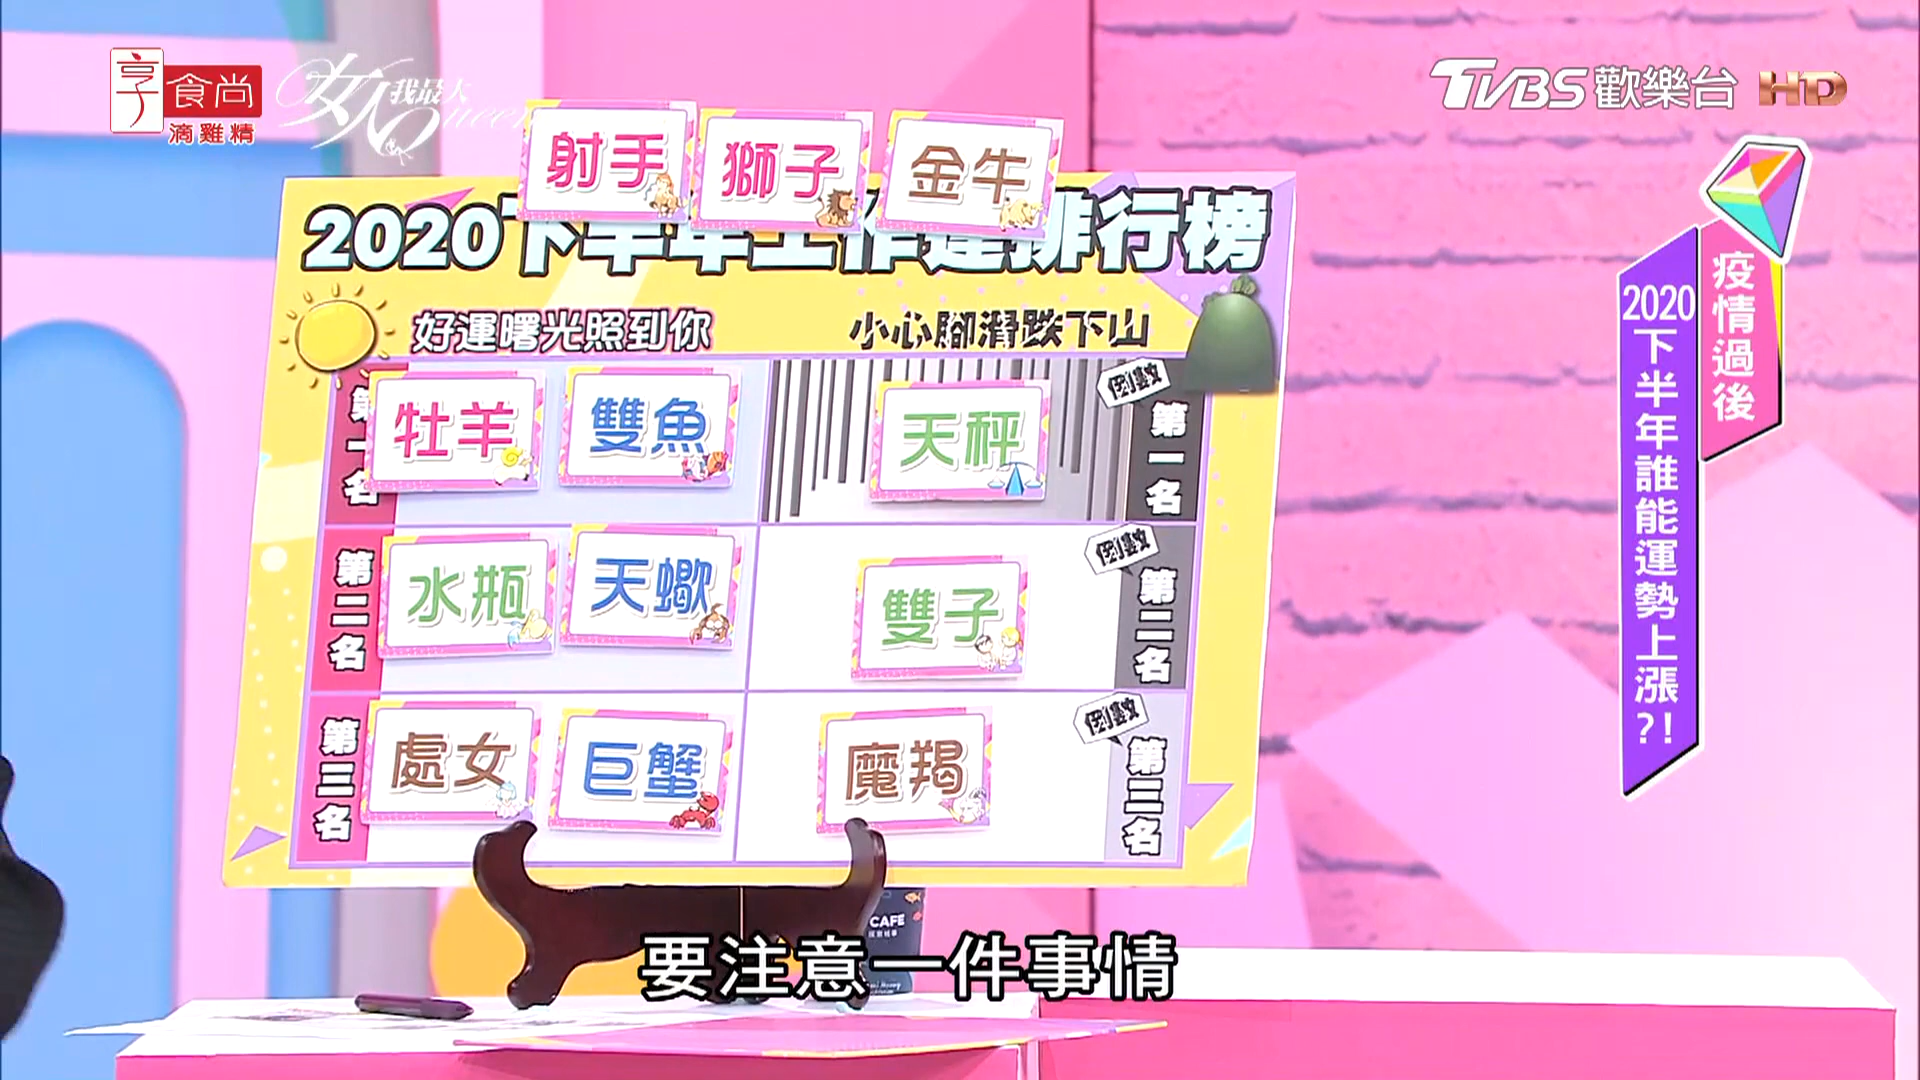 享
食尚
滴雞精
女人我最大
Queen
TVBS歡樂台 HD
射手
獅子
金牛
2020下半年工作運排行榜
好運曙光照到你
小心腳滑跌下山
第一名
牡羊
雙魚
天秤
倒數
第一名
第二名
水瓶
天蠍
雙子
倒數
第二名
第三名
處女
巨蟹
魔羯
倒數
第三名
疫情過後
2020下半年誰能運勢上漲?!
CAFE
要注意一件事情